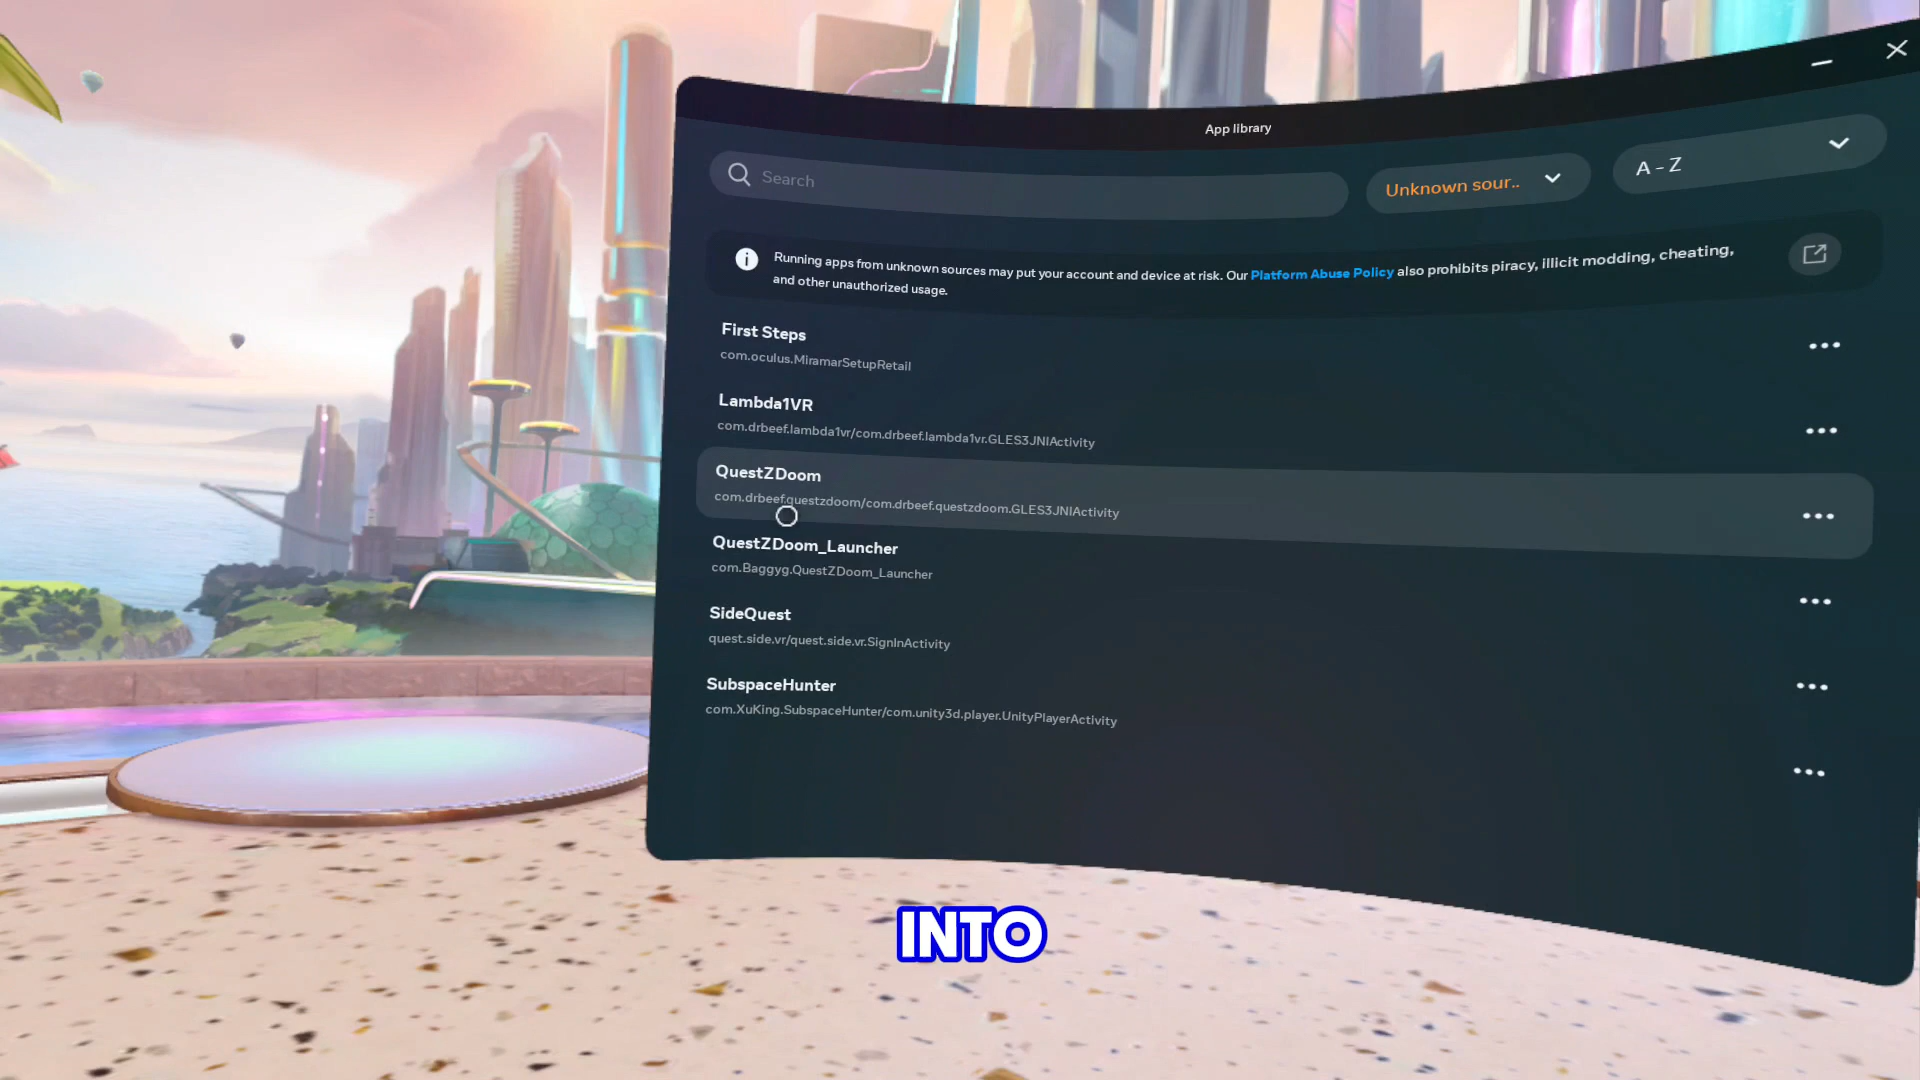 App library
Search
Unknown sour..
A - Z
Running apps from unknown sources may put your account and device at risk. Our Platform Abuse Policy also prohibits piracy, illicit modding, cheating,
and other unauthorized usage.
First Steps
com.oculus.MiramarSetupRetail
Lambda1VR
com.drbeef.lambda1vr/com.drbeef.lambda1vr.GLES3JNIActivity
QuestZDoom
com.drbeef.questzdoom/com.drbeef.questzdoom.GLES3JNIActivity
QuestZDoom_Launcher
com.Baggyg.QuestZDoom_Launcher
SideQuest
quest.side.vr/quest.side.vr.SignInActivity
SubspaceHunter
com.XuKing.SubspaceHunter/com.unity3d.player.UnityPlayerActivity
INTO